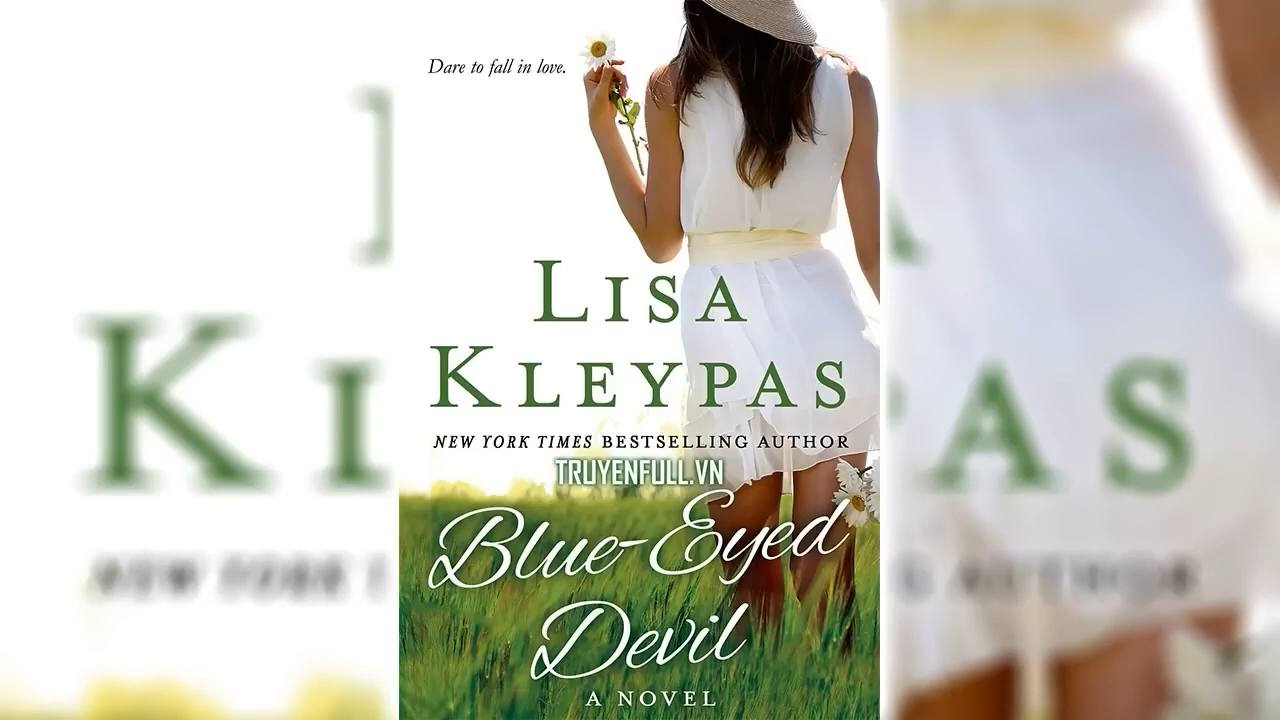 Dare to fall in love.
LISA
KLEYPAS
NEW YORK TIMES BESTSELLING AUTHOR
TRUYENFULL.VN
Blue-Eyed
Devil
A NOVEL